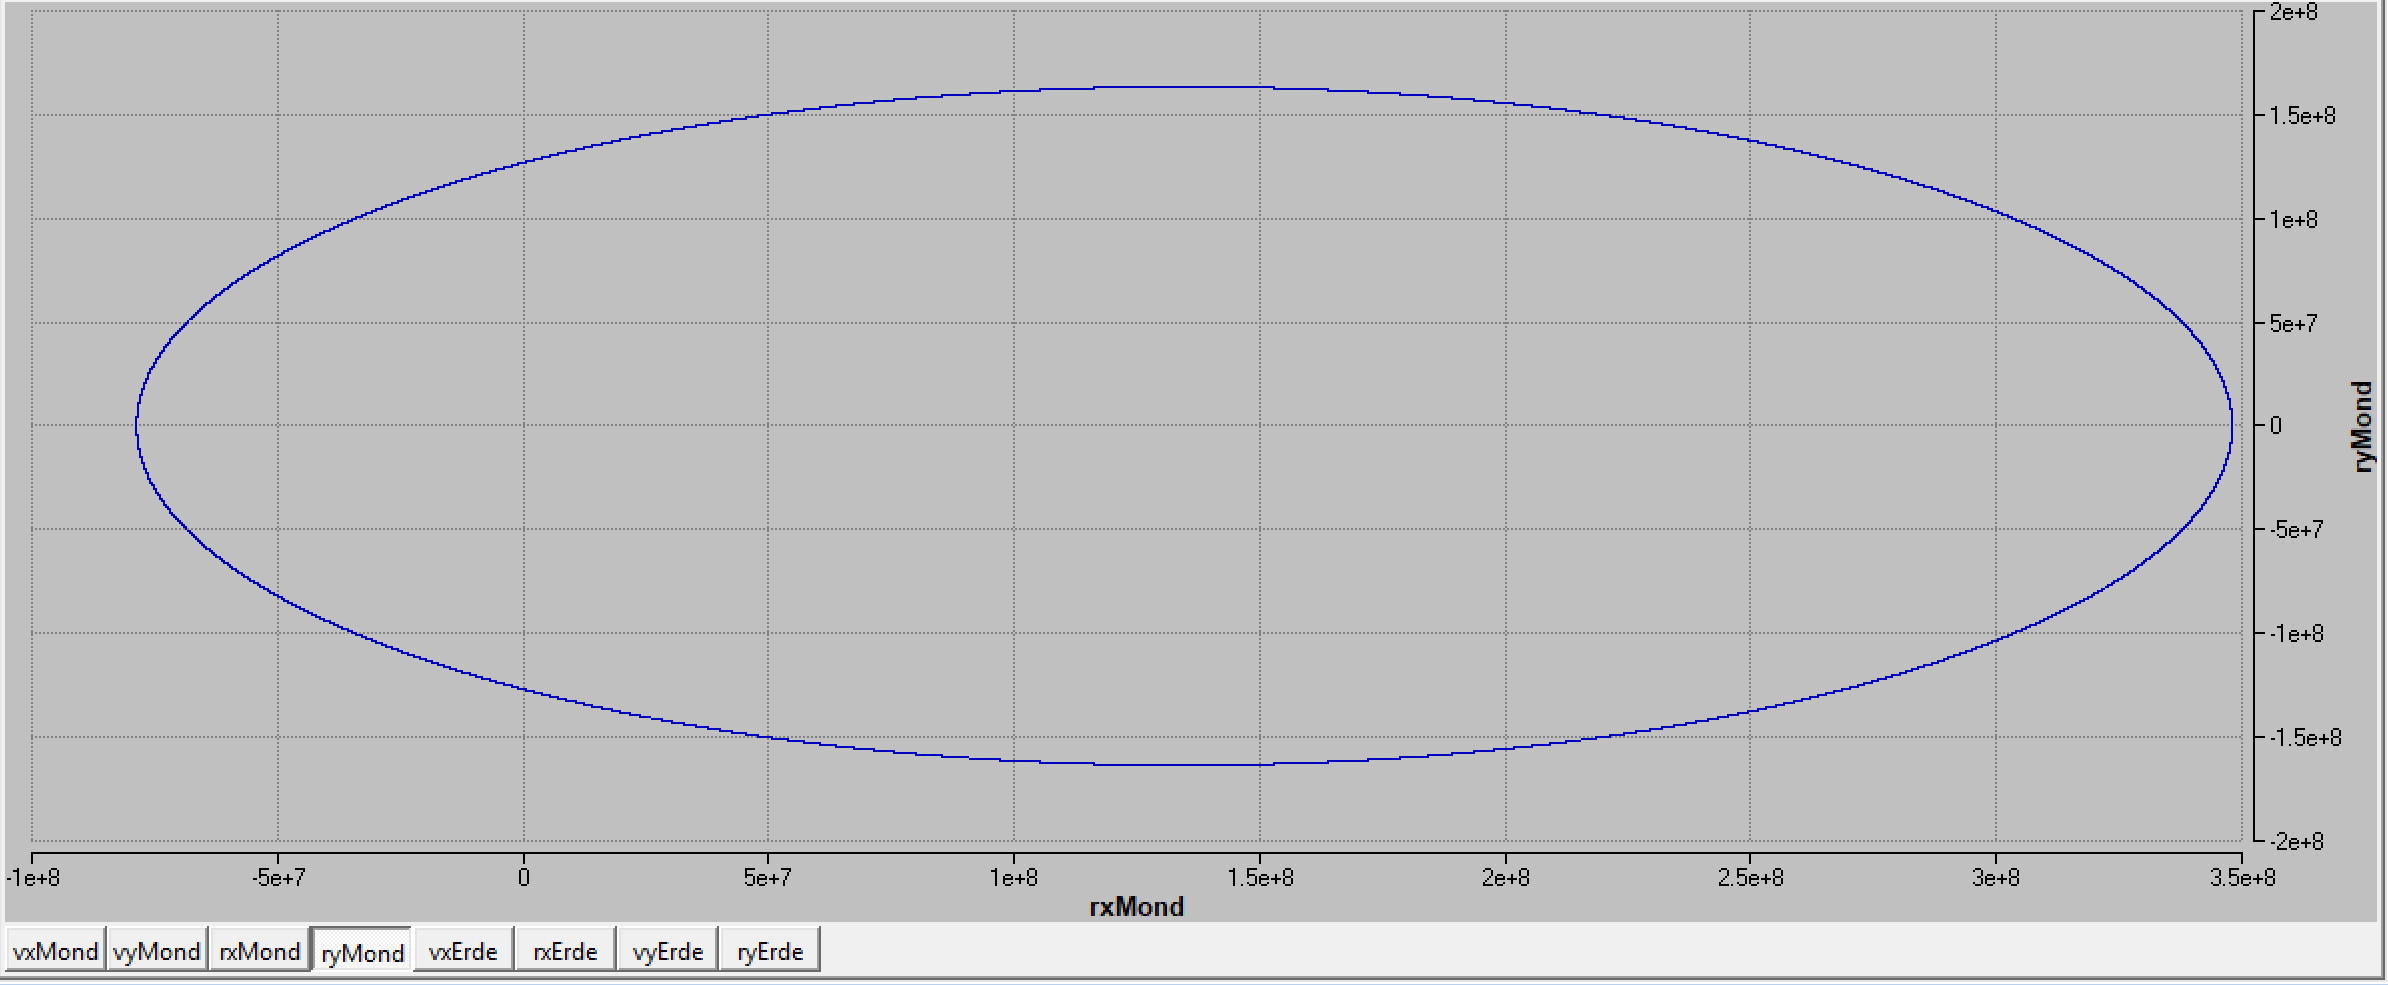 2e+8
1.5e+8
1e+8
5e+7
0
-5e+7
-1e+8
-1.5e+8
-2e+8
ryMond
-1e+8 -5e+7 0 5e+7 1e+8 1.5e+8 2e+8 2.5e+8 3e+8 3.5e+8
rxMond
vxMond vyMond rxMond ryMond vxErde rxErde vyErde ryErde